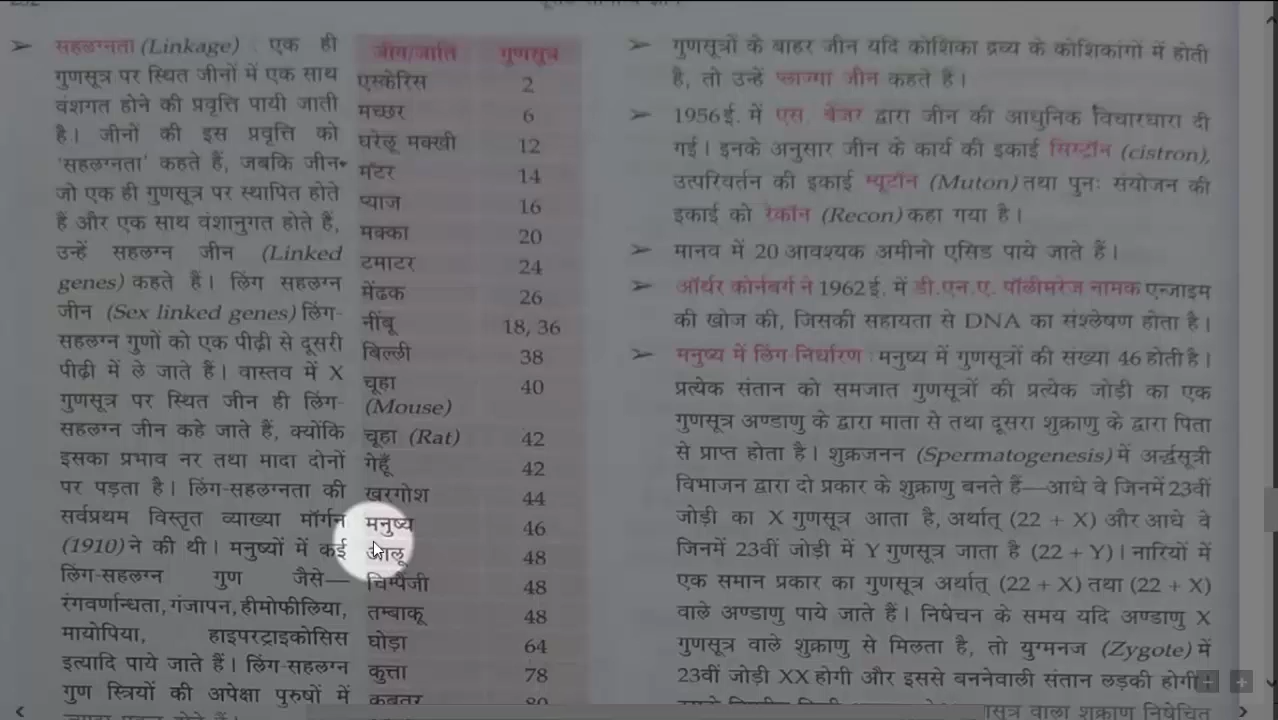 सहलग्नता (Linkage) : एक ही
गुणसूत्र पर स्थित जीनों में एक साथ
वंशगत होने की प्रवृत्ति पायी जाती
है। जीनों की इस प्रवृत्ति को
'सहलग्नता' कहते हैं, जबकि जीन
जो एक ही गुणसूत्र पर स्थापित होते
हैं और एक साथ वंशानुगत होते हैं,
उन्हें सहलग्न जीन (Linked
genes) कहते हैं। लिंग सहलग्न
जीन (Sex linked genes) लिंग-
सहलग्न गुणों को एक पीढ़ी से दूसरी
पीढ़ी में ले जाते हैं। वास्तव में X
गुणसूत्र पर स्थित जीन ही लिंग-
सहलग्न जीन कहे जाते हैं, क्योंकि
इसका प्रभाव नर तथा मादा दोनों
पर पड़ता है। लिंग-सहलग्नता की
सर्वप्रथम विस्तृत व्याख्या मॉर्गन
(1910) ने की थी। मनुष्यों में कई
लिंग-सहलग्न गुण जैसे—
रंगवर्णान्धता, गंजापन, हीमोफीलिया,
मायोपिया, हाइपरट्राइकोसिस
इत्यादि पाये जाते हैं। लिंग-सहलग्न
गुण स्त्रियों की अपेक्षा पुरुषों में
जीव/जाति गुणसूत्र
एस्केरिस 2
मच्छर 6
घरेलू मक्खी 12
मटर 14
प्याज 16
मक्का 20
टमाटर 24
मेंढक 26
नींबू 18, 36
बिल्ली 38
चूहा 40
(Mouse)
चूहा (Rat) 42
गेहूँ 42
खरगोश 44
मनुष्य 46
आलू 48
चिम्पैंजी 48
तम्बाकू 48
घोड़ा 64
कुत्ता 78
कबूतर 80
➢ गुणसूत्रों के बाहर जीन यदि कोशिका द्रव्य के कोशिकांगों में होती
है, तो उन्हें प्लाज्मा जीन कहते हैं।
➢ 1956 ई. में एस. बेंजर द्वारा जीन की आधुनिक विचारधारा दी
गई। इनके अनुसार जीन के कार्य की इकाई सिस्ट्रॉन (cistron),
उत्परिवर्तन की इकाई म्यूटॉन (Muton) तथा पुनः संयोजन की
इकाई को रेकॉन (Recon) कहा गया है।
➢ मानव में 20 आवश्यक अमीनो एसिड पाये जाते हैं।
➢ ऑर्थर कोर्नबर्ग ने 1962 ई. में डी.एन.ए. पॉलीमरेज नामक एन्जाइम
की खोज की, जिसकी सहायता से DNA का संश्लेषण होता है।
➢ मनुष्य में लिंग निर्धारण : मनुष्य में गुणसूत्रों की संख्या 46 होती है।
प्रत्येक संतान को समजात गुणसूत्रों की प्रत्येक जोड़ी का एक
गुणसूत्र अण्डाणु के द्वारा माता से तथा दूसरा शुक्राणु के द्वारा पिता
से प्राप्त होता है। शुक्रजनन (Spermatogenesis) में अर्द्धसूत्री
विभाजन द्वारा दो प्रकार के शुक्राणु बनते हैं—आधे वे जिनमें 23वीं
जोड़ी का X गुणसूत्र आता है, अर्थात् (22 + X) और आधे वे
जिनमें 23वीं जोड़ी में Y गुणसूत्र जाता है (22 + Y)। नारियों में
एक समान प्रकार का गुणसूत्र अर्थात् (22 + X) तथा (22 + X)
वाले अण्डाणु पाये जाते हैं। निषेचन के समय यदि अण्डाणु X
गुणसूत्र वाले शुक्राणु से मिलता है, तो युग्मनज (Zygote) में
23वीं जोड़ी XX होगी और इससे बननेवाली संतान लड़की होगी।
वाला शुक्राणु निषेचित